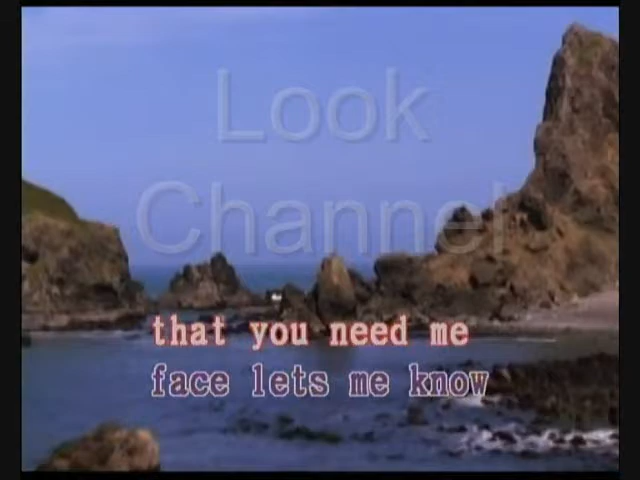 Look
Channel
that you need me
face lets me know